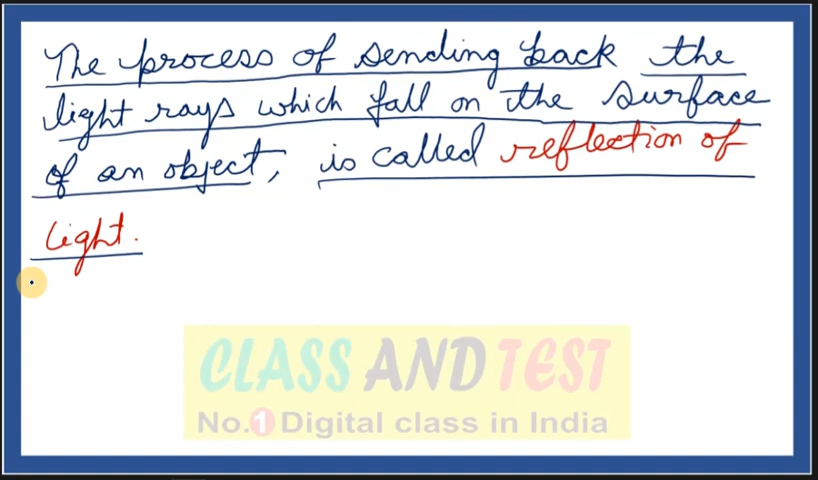 The process of sending back the
light rays which fall on the surface
of an object, is called reflection of
light.
CLASS AND TEST
No.1 Digital class in India